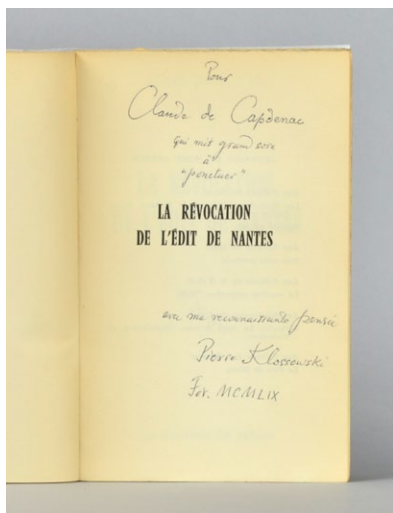 Pour
Claude de Capdenac
qui mit grand soin
à
"ponctuer"
LA RÉVOCATION
DE L'ÉDIT DE NANTES
avec ma reconnaissante pensée
Pierre Klossowski
Fév. MCMLIX